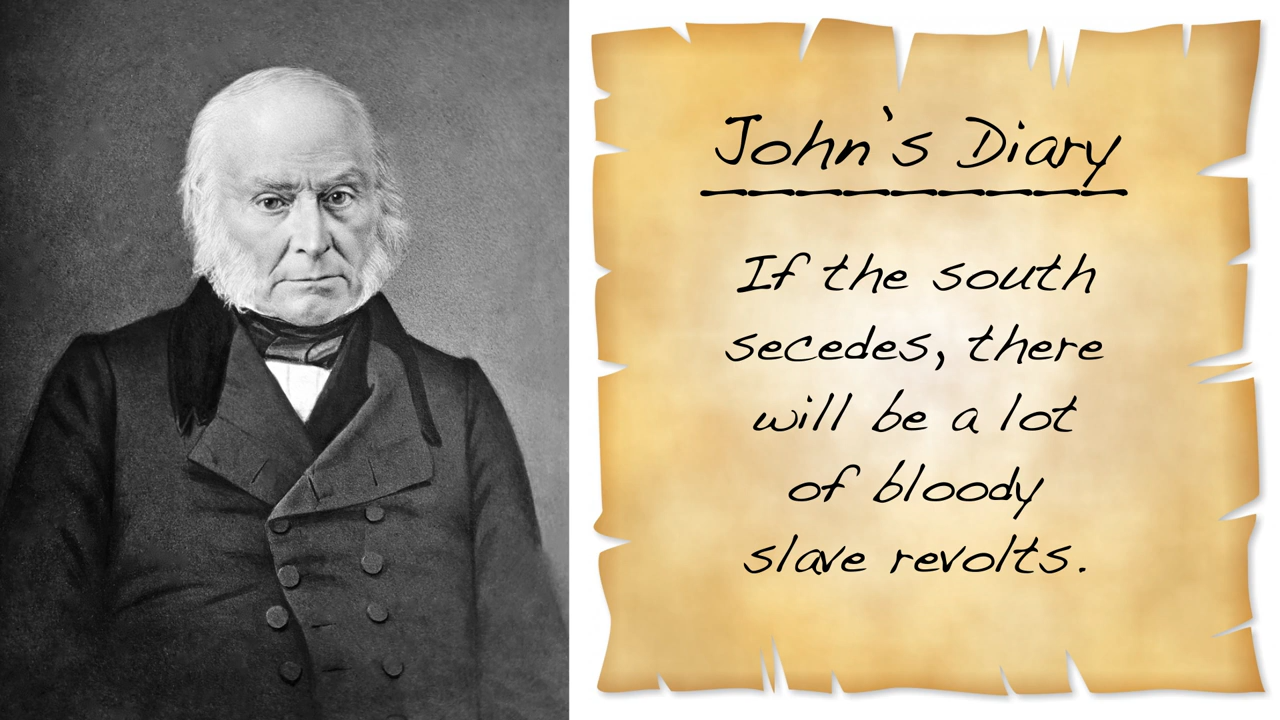 John's Diary
If the south
secedes, there
will be a lot
of bloody
slave revolts.